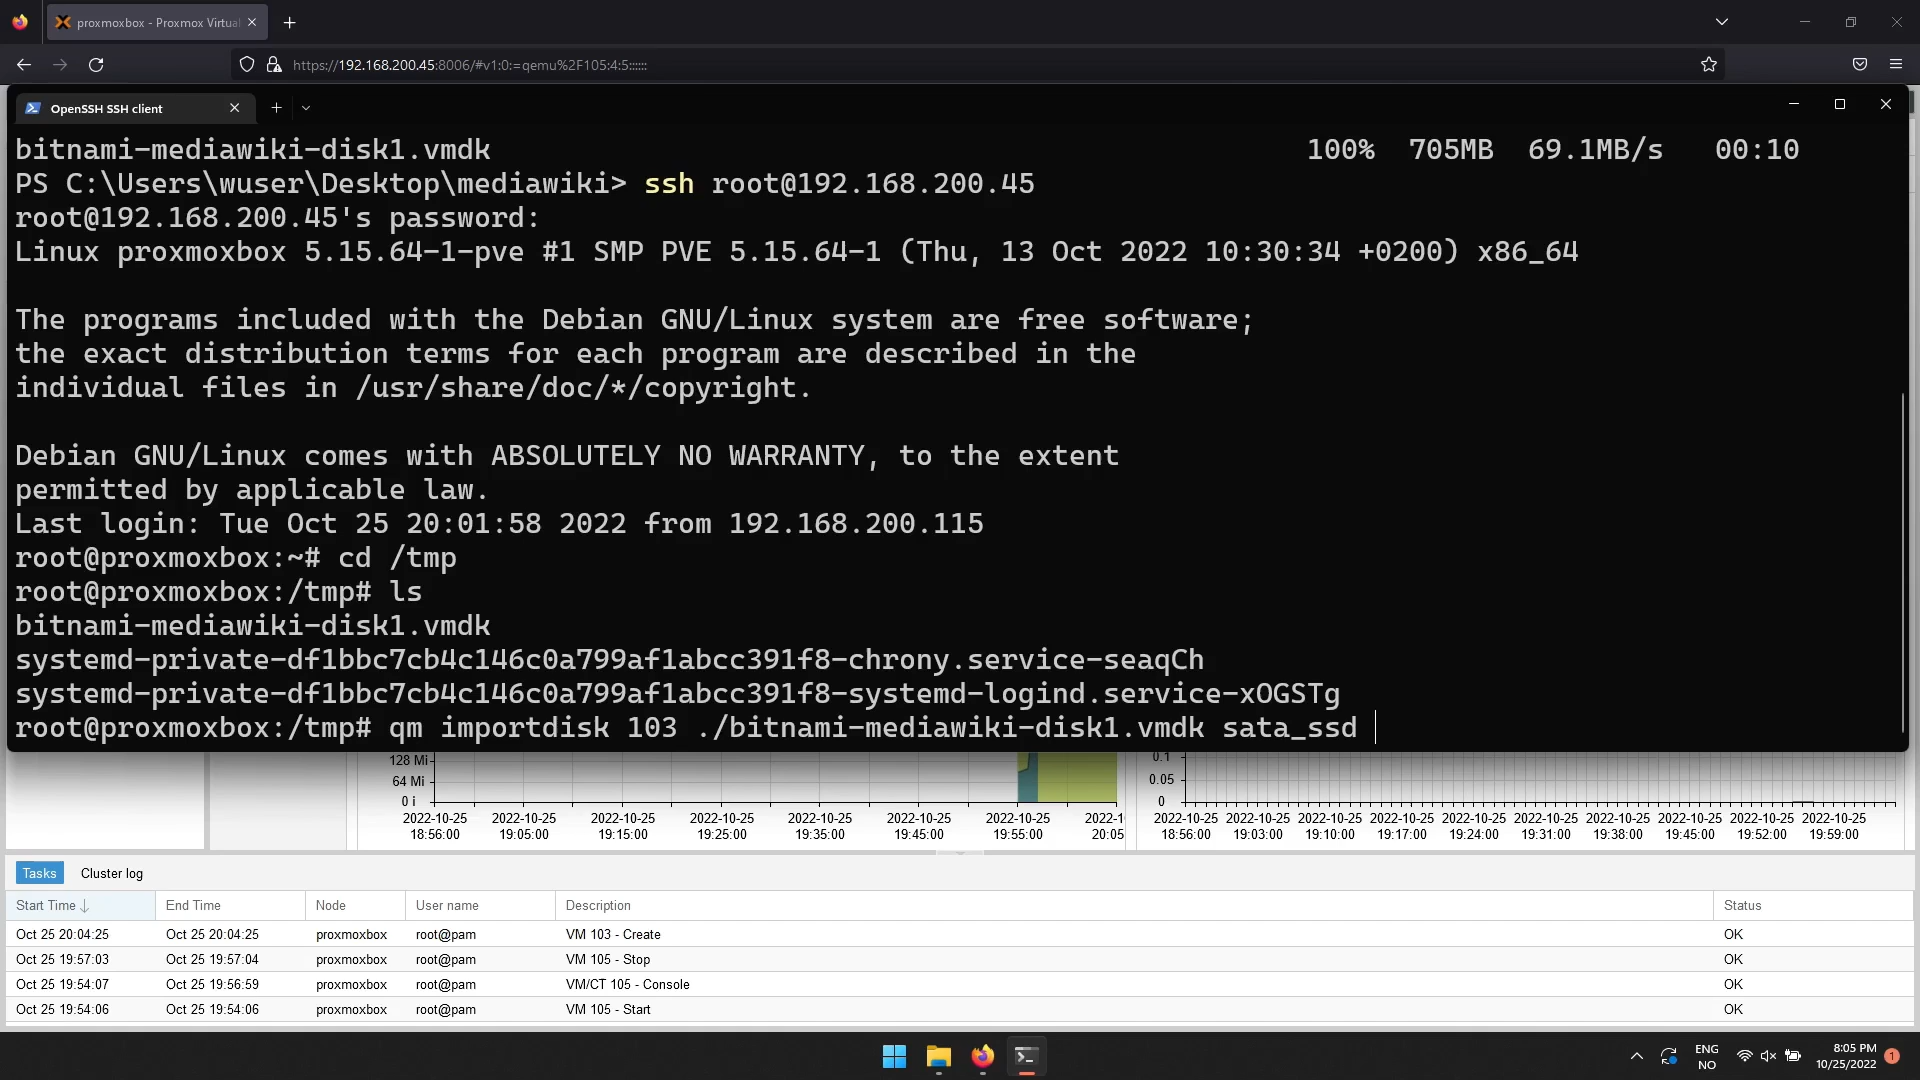 proxmoxbox - Proxmox Virtual
https://192.168.200.45:8006/#v1:0:=qemu%2F105:4:5::::::
OpenSSH SSH client
bitnami-mediawiki-disk1.vmdk 100% 705MB 69.1MB/s 00:10
PS C:\Users\wuser\Desktop\mediawiki> ssh root@192.168.200.45
root@192.168.200.45's password:
Linux proxmoxbox 5.15.64-1-pve #1 SMP PVE 5.15.64-1 (Thu, 13 Oct 2022 10:30:34 +0200) x86_64
The programs included with the Debian GNU/Linux system are free software;
the exact distribution terms for each program are described in the
individual files in /usr/share/doc/*/copyright.
Debian GNU/Linux comes with ABSOLUTELY NO WARRANTY, to the extent
permitted by applicable law.
Last login: Tue Oct 25 20:01:58 2022 from 192.168.200.115
root@proxmoxbox:~# cd /tmp
root@proxmoxbox:/tmp# ls
bitnami-mediawiki-disk1.vmdk
systemd-private-df1bbc7cb4c146c0a799af1abcc391f8-chrony.service-seaqCh
systemd-private-df1bbc7cb4c146c0a799af1abcc391f8-systemd-logind.service-xOGSTg
root@proxmoxbox:/tmp# qm importdisk 103 ./bitnami-mediawiki-disk1.vmdk sata_ssd
128 Mi 0.1
64 Mi 0.05
0 i 0
2022-10-25 2022-10-25 2022-10-25 2022-10-25 2022-10-25 2022-10-25 2022-10-25 2022-1 2022-10-25 2022-10-25 2022-10-25 2022-10-25 2022-10-25 2022-10-25 2022-10-25 2022-10-25 2022-10-25 2022-10-25
18:56:00 19:05:00 19:15:00 19:25:00 19:35:00 19:45:00 19:55:00 20:05 18:56:00 19:03:00 19:10:00 19:17:00 19:24:00 19:31:00 19:38:00 19:45:00 19:52:00 19:59:00
Tasks Cluster log
Start Time End Time Node User name Description Status
Oct 25 20:04:25 Oct 25 20:04:25 proxmoxbox root@pam VM 103 - Create OK
Oct 25 19:57:03 Oct 25 19:57:04 proxmoxbox root@pam VM 105 - Stop OK
Oct 25 19:54:07 Oct 25 19:56:59 proxmoxbox root@pam VM/CT 105 - Console OK
Oct 25 19:54:06 Oct 25 19:54:06 proxmoxbox root@pam VM 105 - Start OK
ENG 8:05 PM 1
NO 10/25/2022